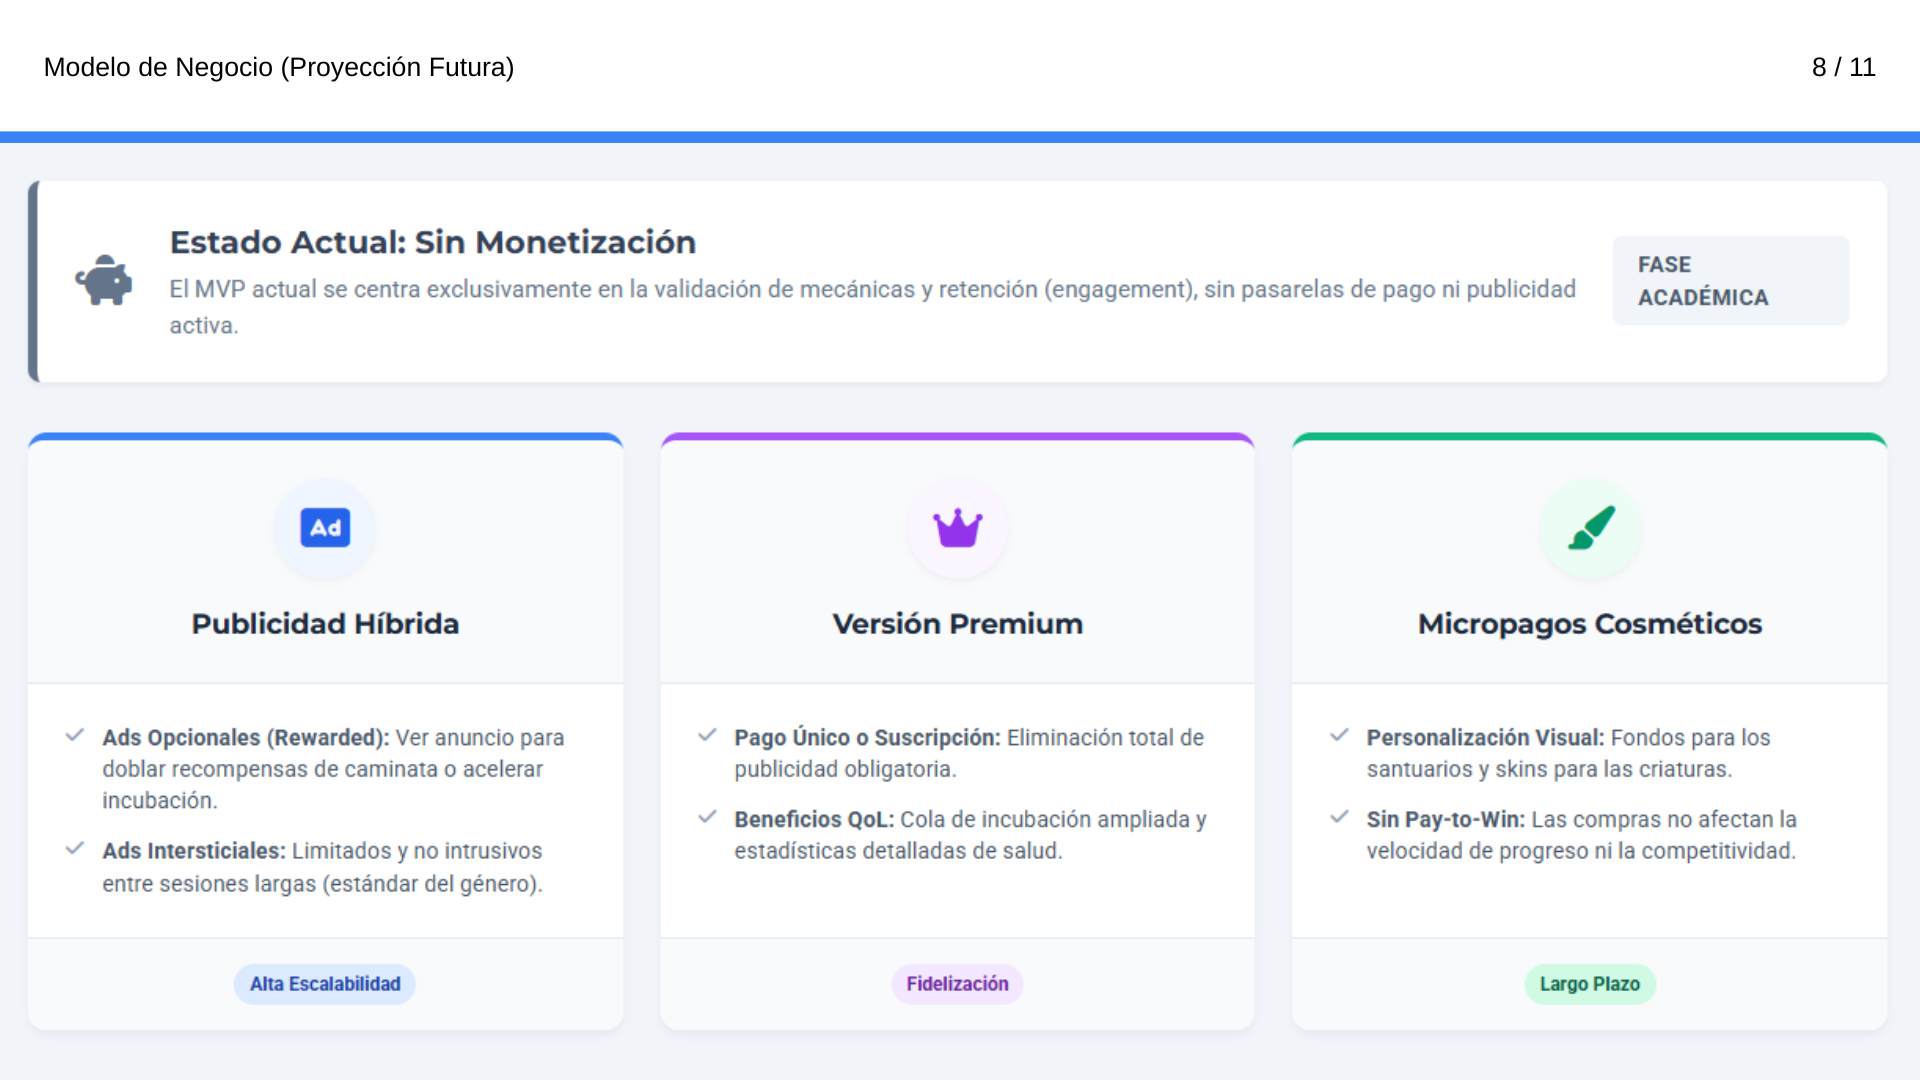 Modelo de Negocio (Proyección Futura)
8 / 11
Estado Actual: Sin Monetización
El MVP actual se centra exclusivamente en la validación de mecánicas y retención (engagement), sin pasarelas de pago ni publicidad
activa.
FASE
ACADÉMICA
Ad
Publicidad Híbrida
Ads Opcionales (Rewarded): Ver anuncio para
doblar recompensas de caminata o acelerar
incubación.
Ads Intersticiales: Limitados y no intrusivos
entre sesiones largas (estándar del género).
Alta Escalabilidad
Versión Premium
Pago Único o Suscripción: Eliminación total de
publicidad obligatoria.
Beneficios QoL: Cola de incubación ampliada y
estadísticas detalladas de salud.
Fidelización
Micropagos Cosméticos
Personalización Visual: Fondos para los
santuarios y skins para las criaturas.
Sin Pay-to-Win: Las compras no afectan la
velocidad de progreso ni la competitividad.
Largo Plazo